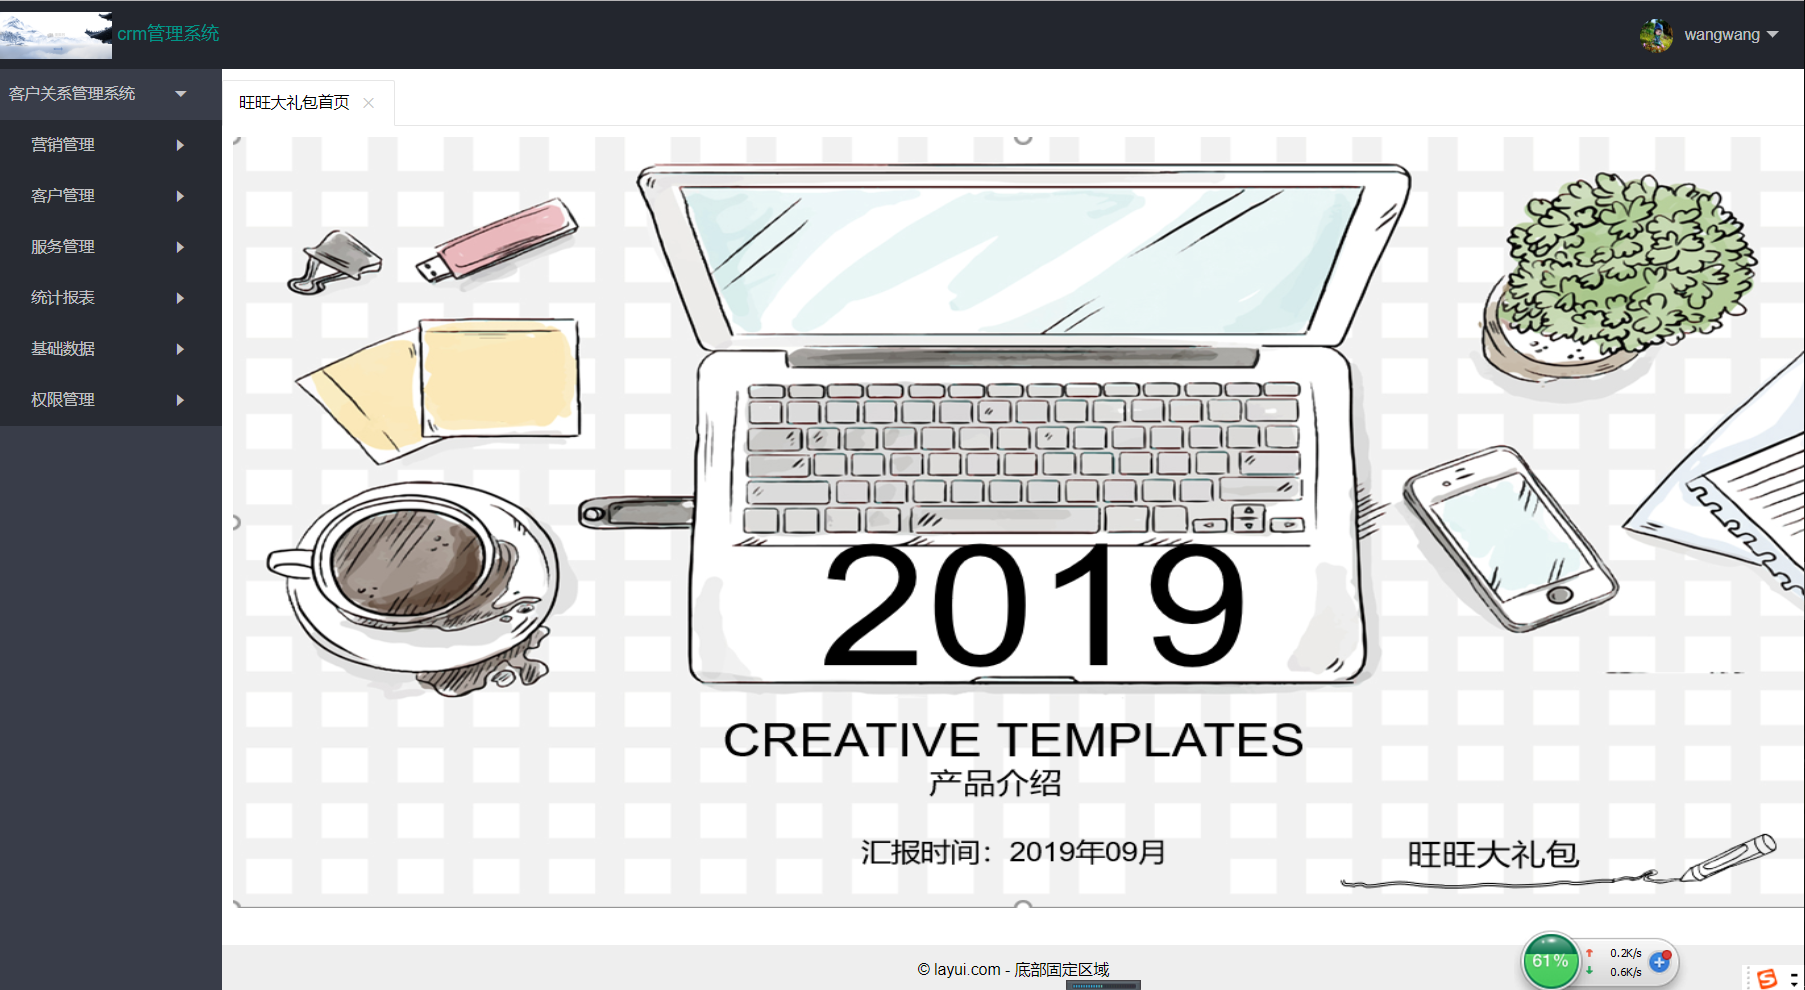 crm管理系统
wangwang
客户关系管理系统
营销管理
客户管理
服务管理
统计报表
基础数据
权限管理
旺旺大礼包首页
2019
CREATIVE TEMPLATES
产品介绍
汇报时间：2019年09月
旺旺大礼包
© layui.com - 底部固定区域
61%
0.2K/s
0.6K/s